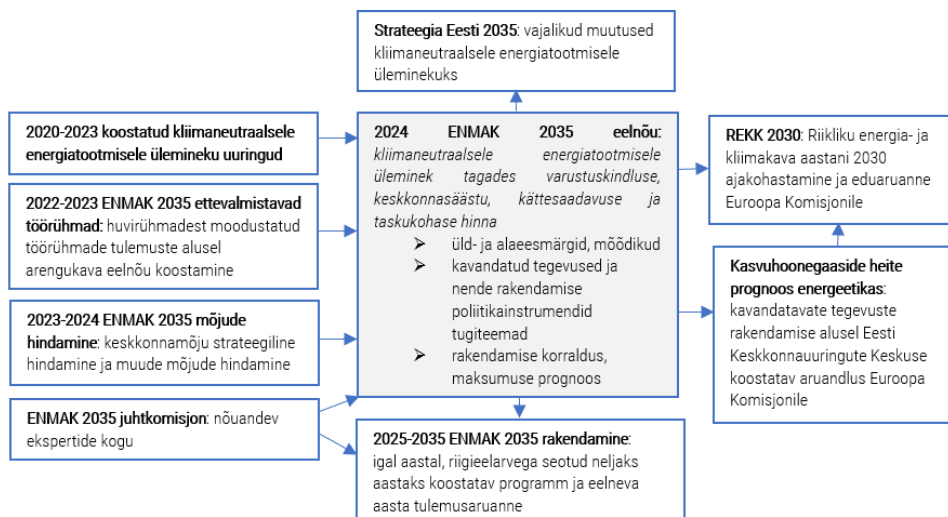 Strateegia Eesti 2035: vajalikud muutused
kliimaneutraalsele energiatootmisele
üleminekuks
2020-2023 koostatud kliimaneutraalsele
energiatootmisele ülemineku uuringud
2022-2023 ENMAK 2035 ettevalmistavad
töörühmad: huvirühmadest moodustatud
töörühmade tulemuste alusel
arengukava eelnõu koostamine
2023-2024 ENMAK 2035 mõjude
hindamine: keskkonnamõju strateegiline
hindamine ja muude mõjude hindamine
ENMAK 2035 juhtkomisjon: nõuandev
ekspertide kogu
2024 ENMAK 2035 eelnõu:
kliimaneutraalsele energiatootmisele
üleminek tagades varustuskindluse,
keskkonnasäästu, kättesaadavuse ja
taskukohase hinna
➢ üld- ja alaeesmärgid, mõõdikud
➢ kavandatud tegevused ja
nende rakendamise
poliitikainstrumendid
tugiteemad
➢ rakendamise korraldus,
maksumuse prognoos
2025-2035 ENMAK 2035 rakendamine:
igal aastal, riigieelarvega seotud neljaks
aastaks koostatav programm ja eelneva
aasta tulemusaruanne
REKK 2030: Riikliku energia- ja
kliimakava aastani 2030
ajakohastamine ja eduaruanne
Euroopa Komisjonile
Kasvuhoonegaaside heite
prognoos energeetikas:
kavandatavate tegevuste
rakendamise alusel Eesti
Keskkonnauuringute Keskuse
koostatav aruandlus Euroopa
Komisjonile